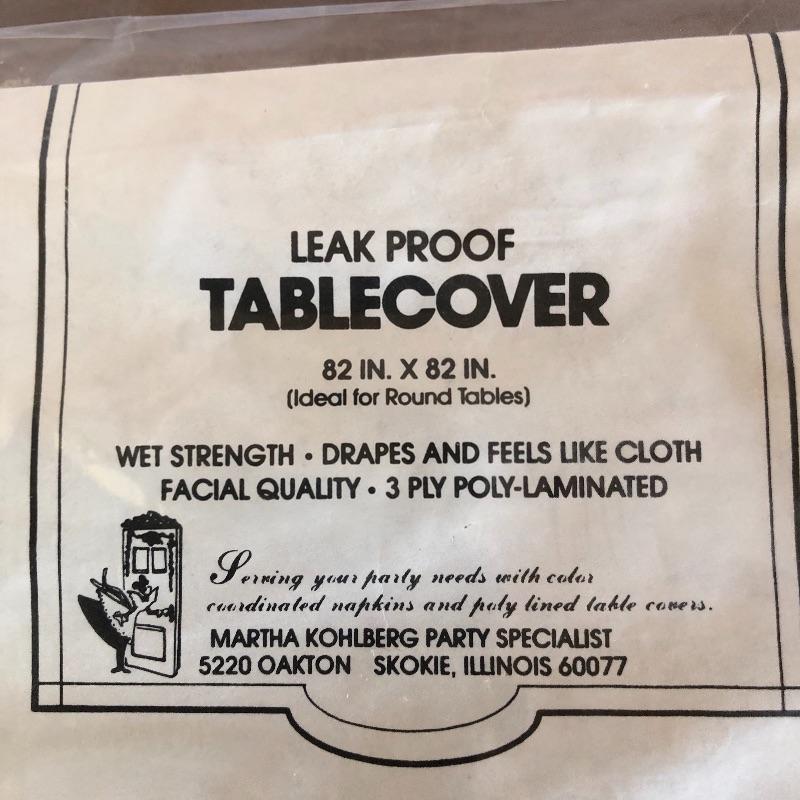 LEAK PROOF
TABLECOVER
82 IN. X 82 IN.
(Ideal for Round Tables)
WET STRENGTH • DRAPES AND FEELS LIKE CLOTH
FACIAL QUALITY • 3 PLY POLY-LAMINATED
Serving your party needs with color
coordinated napkins and poly lined table covers.
MARTHA KOHLBERG PARTY SPECIALIST
5220 OAKTON SKOKIE, ILLINOIS 60077